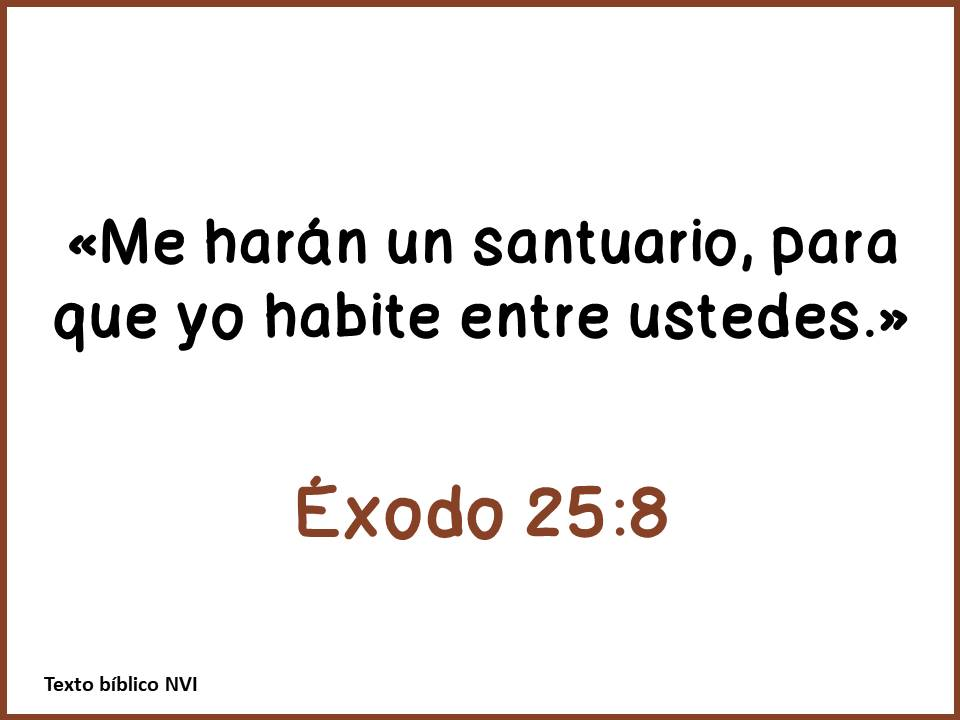 «Me harán un santuario, para
que yo habite entre ustedes.»
Éxodo 25:8
Texto bíblico NVI